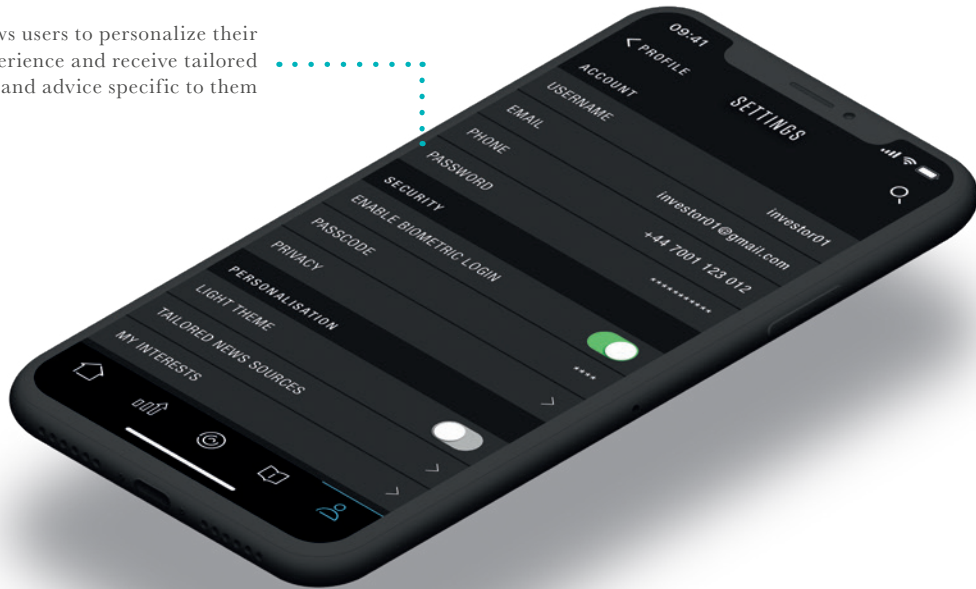 ws users to personalize their
erience and receive tailored
and advice specific to them
09:41
PROFILE
SETTINGS
ACCOUNT
USERNAME investor01
EMAIL investor01@gmail.com
PHONE +44 7001 123 012
PASSWORD ***********
SECURITY
ENABLE BIOMETRIC LOGIN
PASSCODE ****
PRIVACY
PERSONALISATION
LIGHT THEME
TAILORED NEWS SOURCES
MY INTERESTS